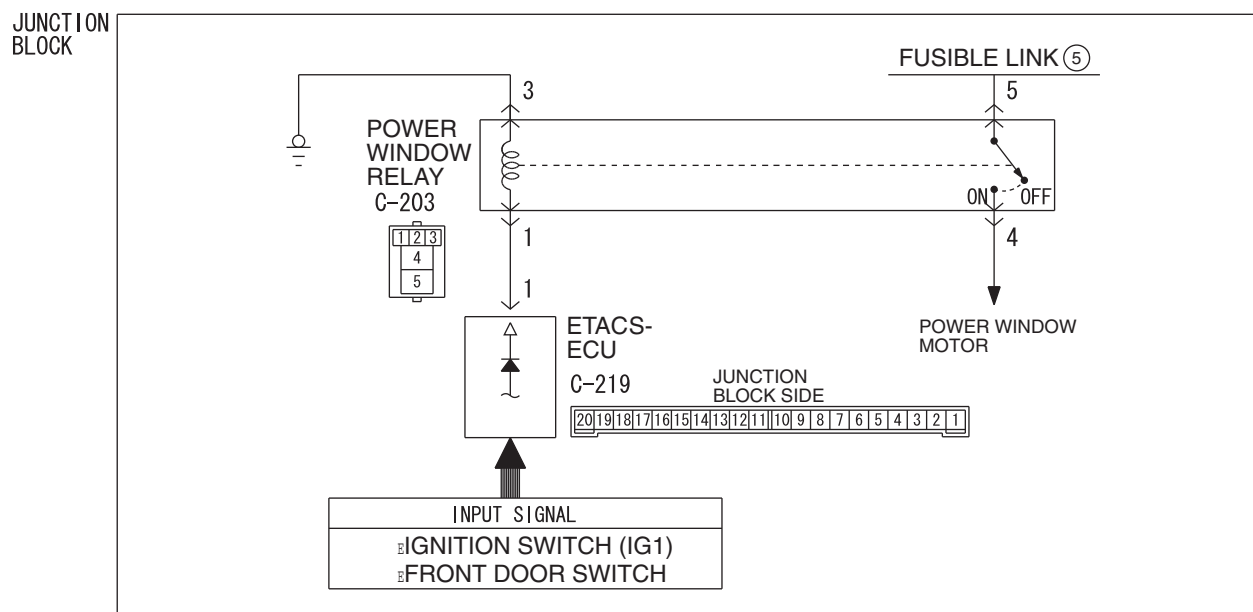 JUNCTION
BLOCK
FUSIBLE LINK ⑤
3
5
POWER
WINDOW
RELAY
C-203
ON
OFF
1 2 3
4
5
1
4
1
ETACS-
ECU
POWER WINDOW
MOTOR
C-219
JUNCTION
BLOCK SIDE
20 19 18 17 16 15 14 13 12 11 10 9 8 7 6 5 4 3 2 1
INPUT SIGNAL
EIGNITION SWITCH (IG1)
EFRONT DOOR SWITCH